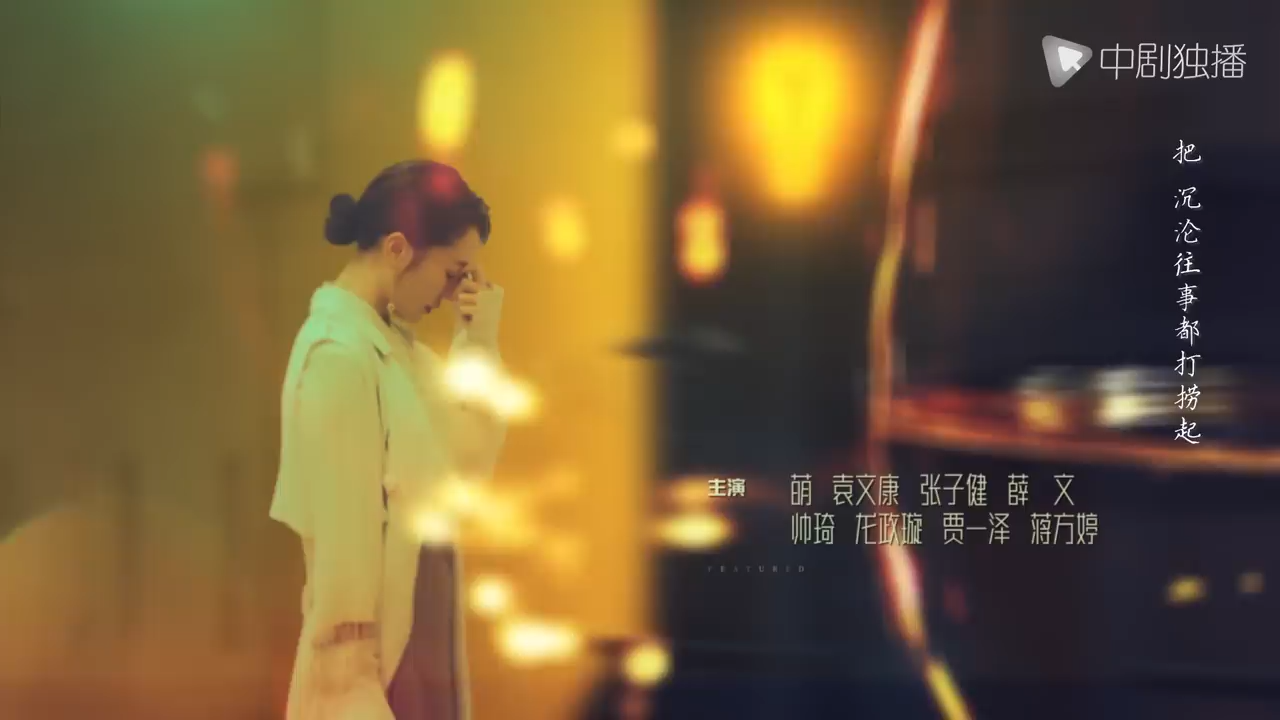 中剧独播
把 沉沦往事都打捞起
主演
萌 袁文康 张子健 薛 文
帅琦 龙政璇 贾一泽 蒋方婷
FEATURED